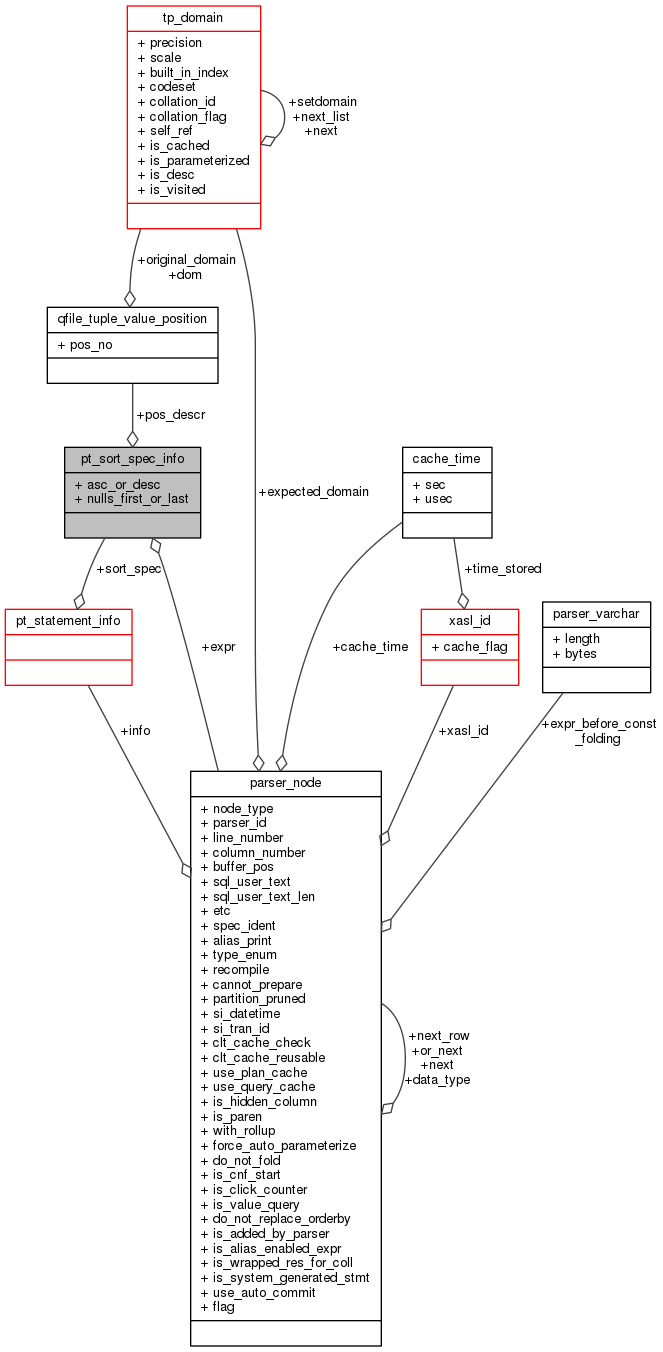 tp_domain
+ precision
+ scale
+ built_in_index
+ codeset
+ collation_id
+ collation_flag
+ self_ref
+ is_cached
+ is_parameterized
+ is_desc
+ is_visited
+setdomain
+next_list
+next
+original_domain
+dom
qfile_tuple_value_position
+ pos_no
+pos_descr
pt_sort_spec_info
+ asc_or_desc
+ nulls_first_or_last
cache_time
+ sec
+ usec
+expected_domain
+sort_spec
+time_stored
pt_statement_info
xasl_id
+ cache_flag
parser_varchar
+ length
+ bytes
+expr
+cache_time
+info
+xasl_id
+expr_before_const
_folding
parser_node
+ node_type
+ parser_id
+ line_number
+ column_number
+ buffer_pos
+ sql_user_text
+ sql_user_text_len
+ etc
+ spec_ident
+ alias_print
+ type_enum
+ recompile
+ cannot_prepare
+ partition_pruned
+ si_datetime
+ si_tran_id
+ clt_cache_check
+ clt_cache_reusable
+ use_plan_cache
+ use_query_cache
+ is_hidden_column
+ is_paren
+ with_rollup
+ force_auto_parameterize
+ do_not_fold
+ is_cnf_start
+ is_click_counter
+ is_value_query
+ do_not_replace_orderby
+ is_added_by_parser
+ is_alias_enabled_expr
+ is_wrapped_res_for_coll
+ is_system_generated_stmt
+ use_auto_commit
+ flag
+next_row
+or_next
+next
+data_type